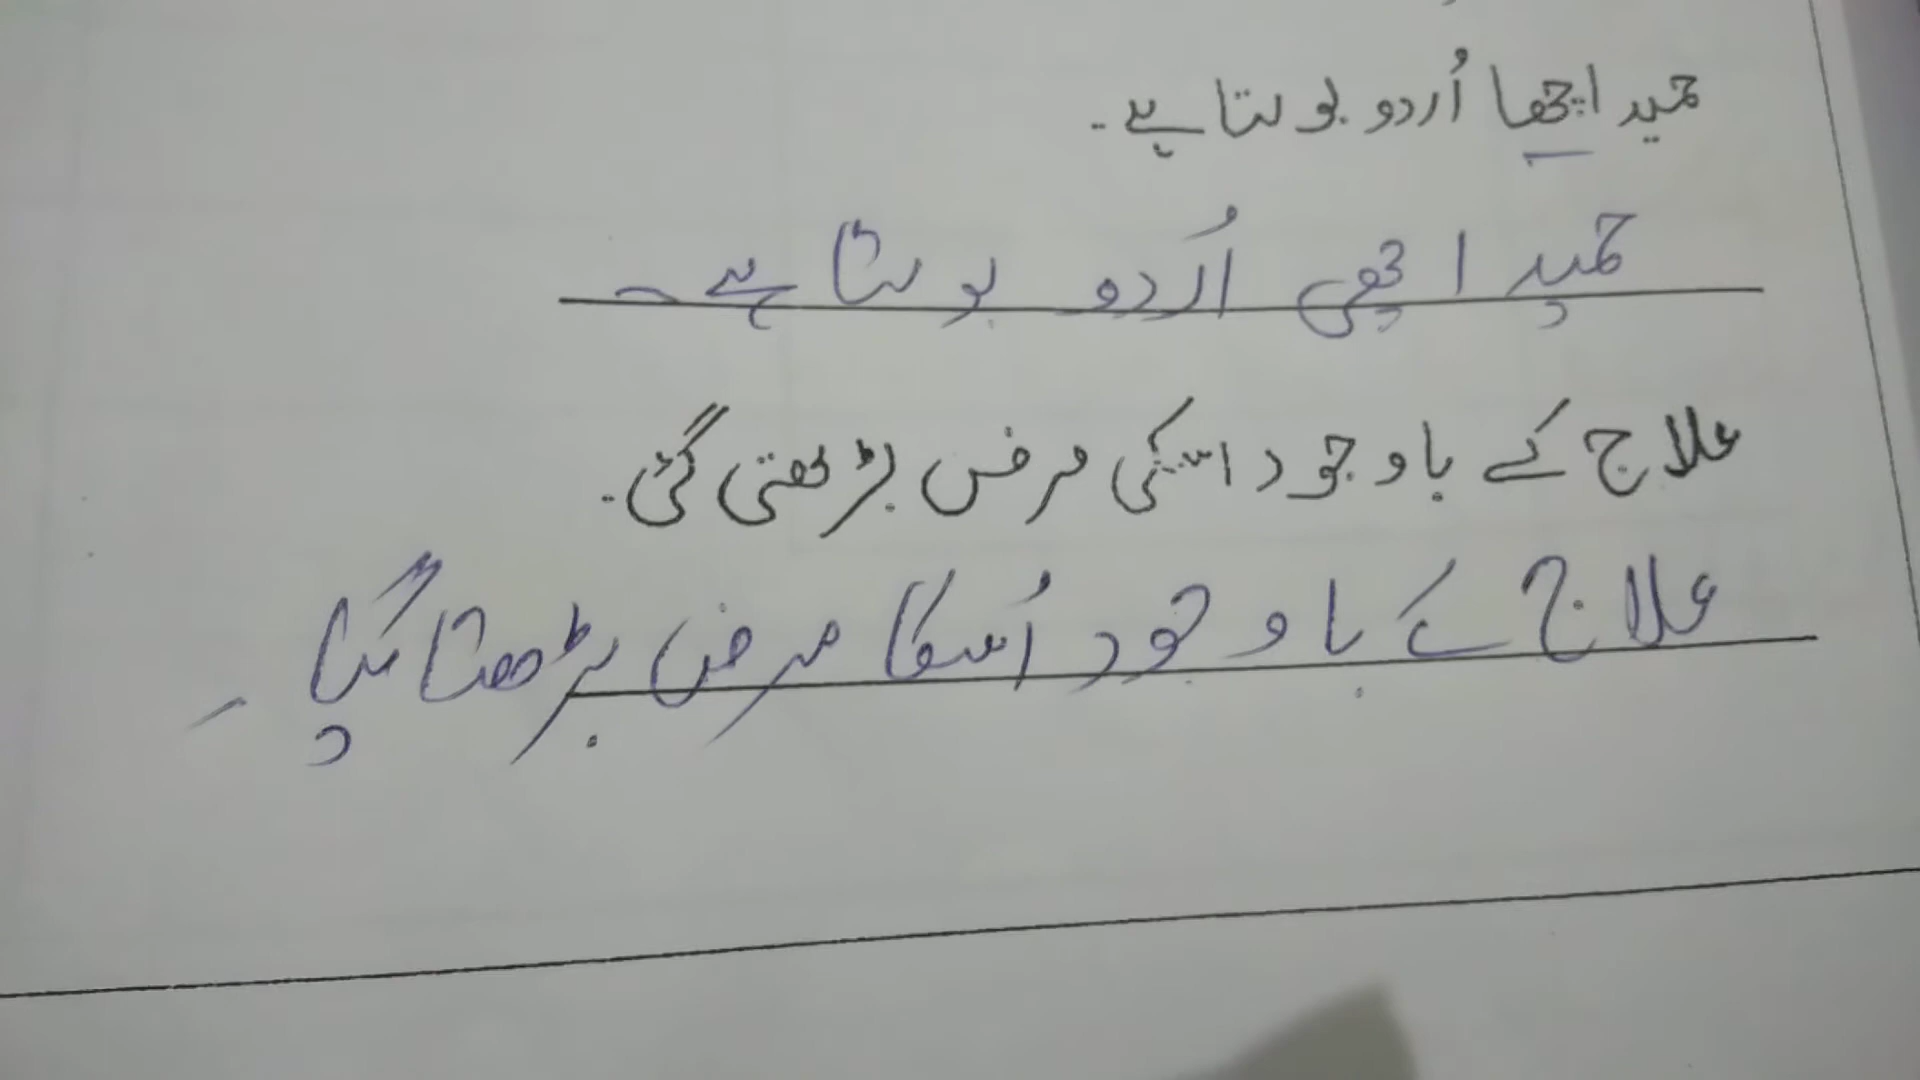 حمید اچھا اُردو بولتا ہے۔
حمید اچھی اُردو بولتا ہے۔
علاج کے باوجود اسکی مرض بڑھتی گئی۔
علاج کے باوجود اُسکا مرض بڑھتا گیا۔